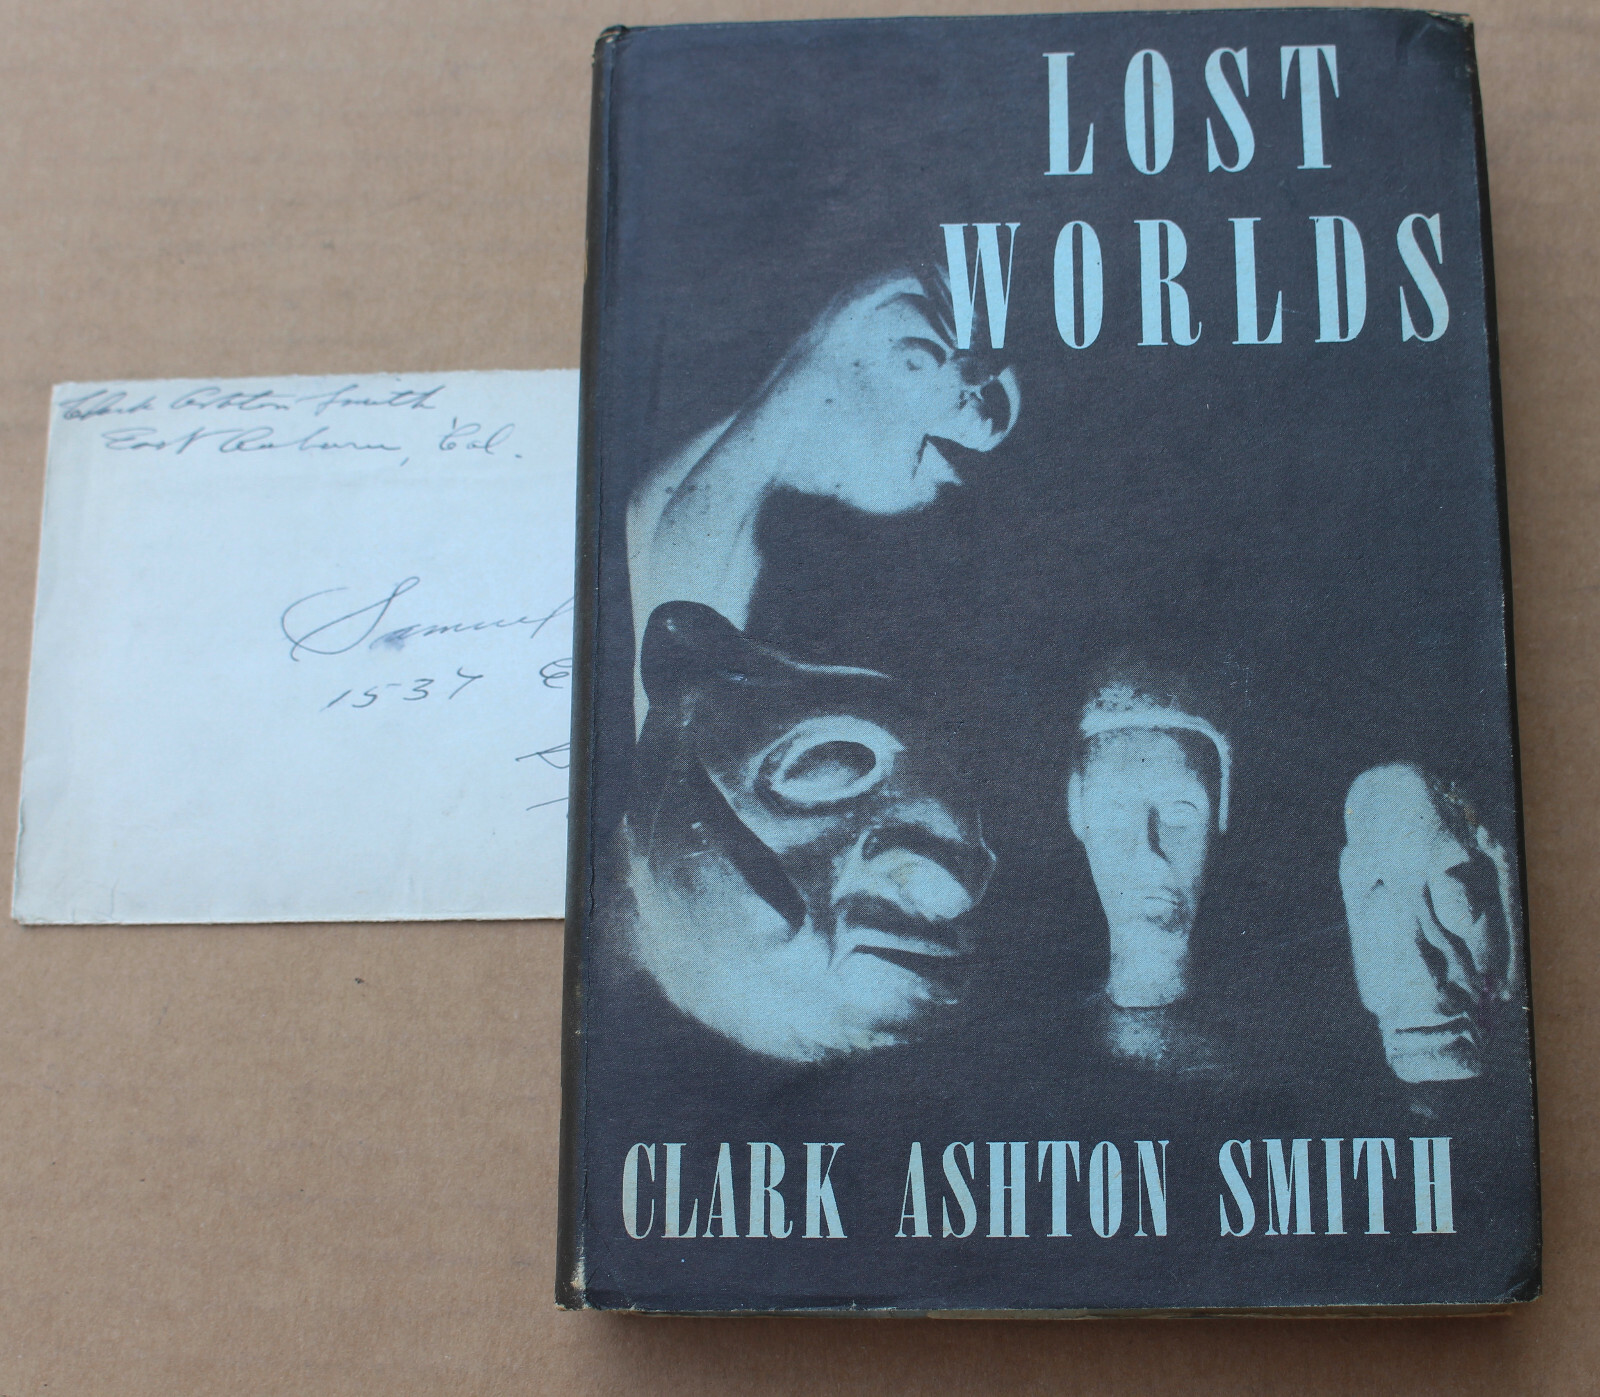 Clark Ashton Smith
East Auburn, Cal.
Samuel
1537 E
LOST
WORLDS
CLARK ASHTON SMITH